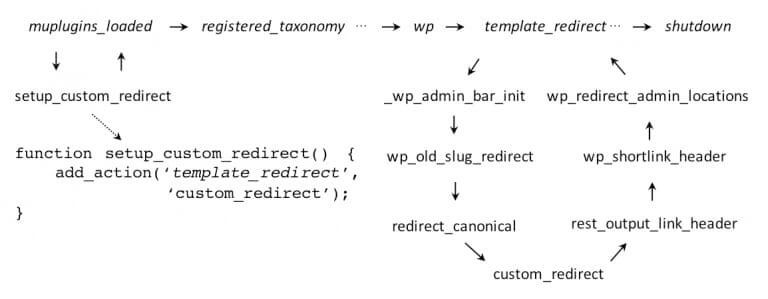 muplugins_loaded → registered_taxonomy ··· → wp → template_redirect ··· → shutdown
setup_custom_redirect _wp_admin_bar_init wp_redirect_admin_locations
function setup_custom_redirect() {
add_action(‘template_redirect’,
‘custom_redirect’);
}
wp_old_slug_redirect wp_shortlink_header
redirect_canonical rest_output_link_header
custom_redirect